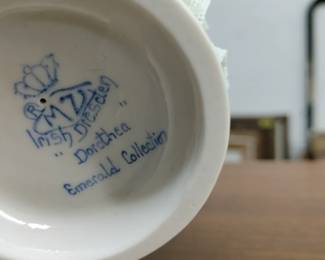 R MZ
Irish Dresden
"Dorothea"
Emerald Collection